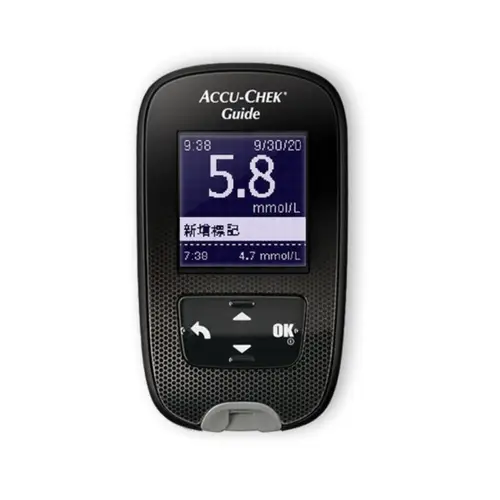 ACCU-CHEK®
Guide
9:38 9/30/20
5.8
mmol/L
新增標記
7:38 4.7 mmol/L
OK